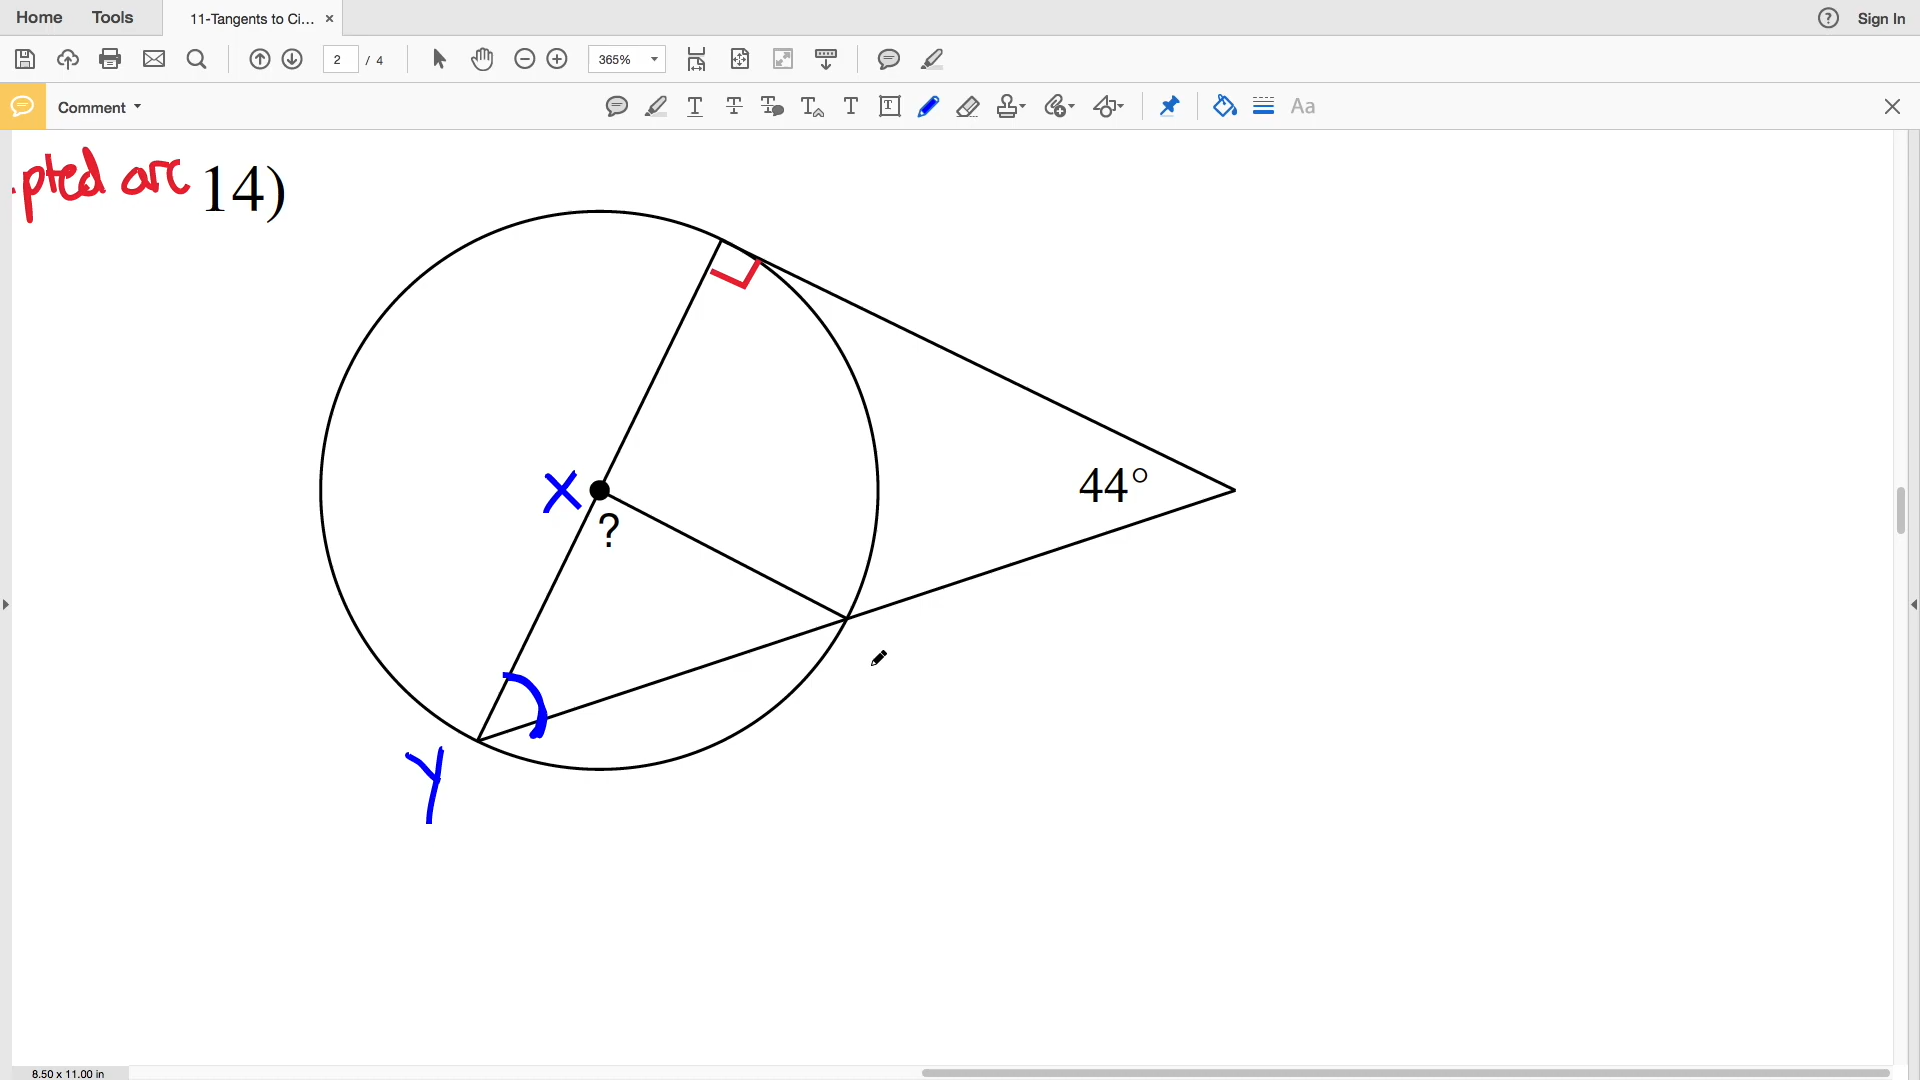 Home Tools 11-Tangents to Ci... × ? Sign In
2 / 4 365%
Comment T T T T T T Aa
pted arc 14)
44°
X
?
Y
8.50 x 11.00 in